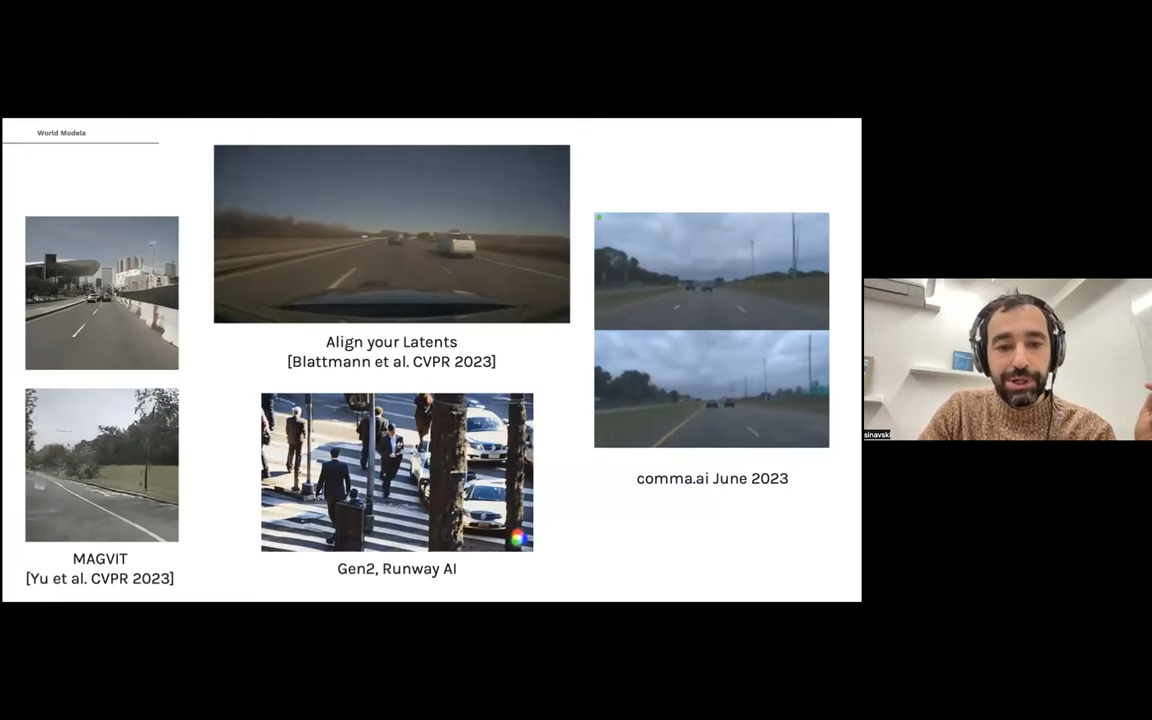 World Models
Align your Latents
[Blattmann et al. CVPR 2023]
MAGVIT
[Yu et al. CVPR 2023]
Gen2, Runway AI
comma.ai June 2023
sinavski